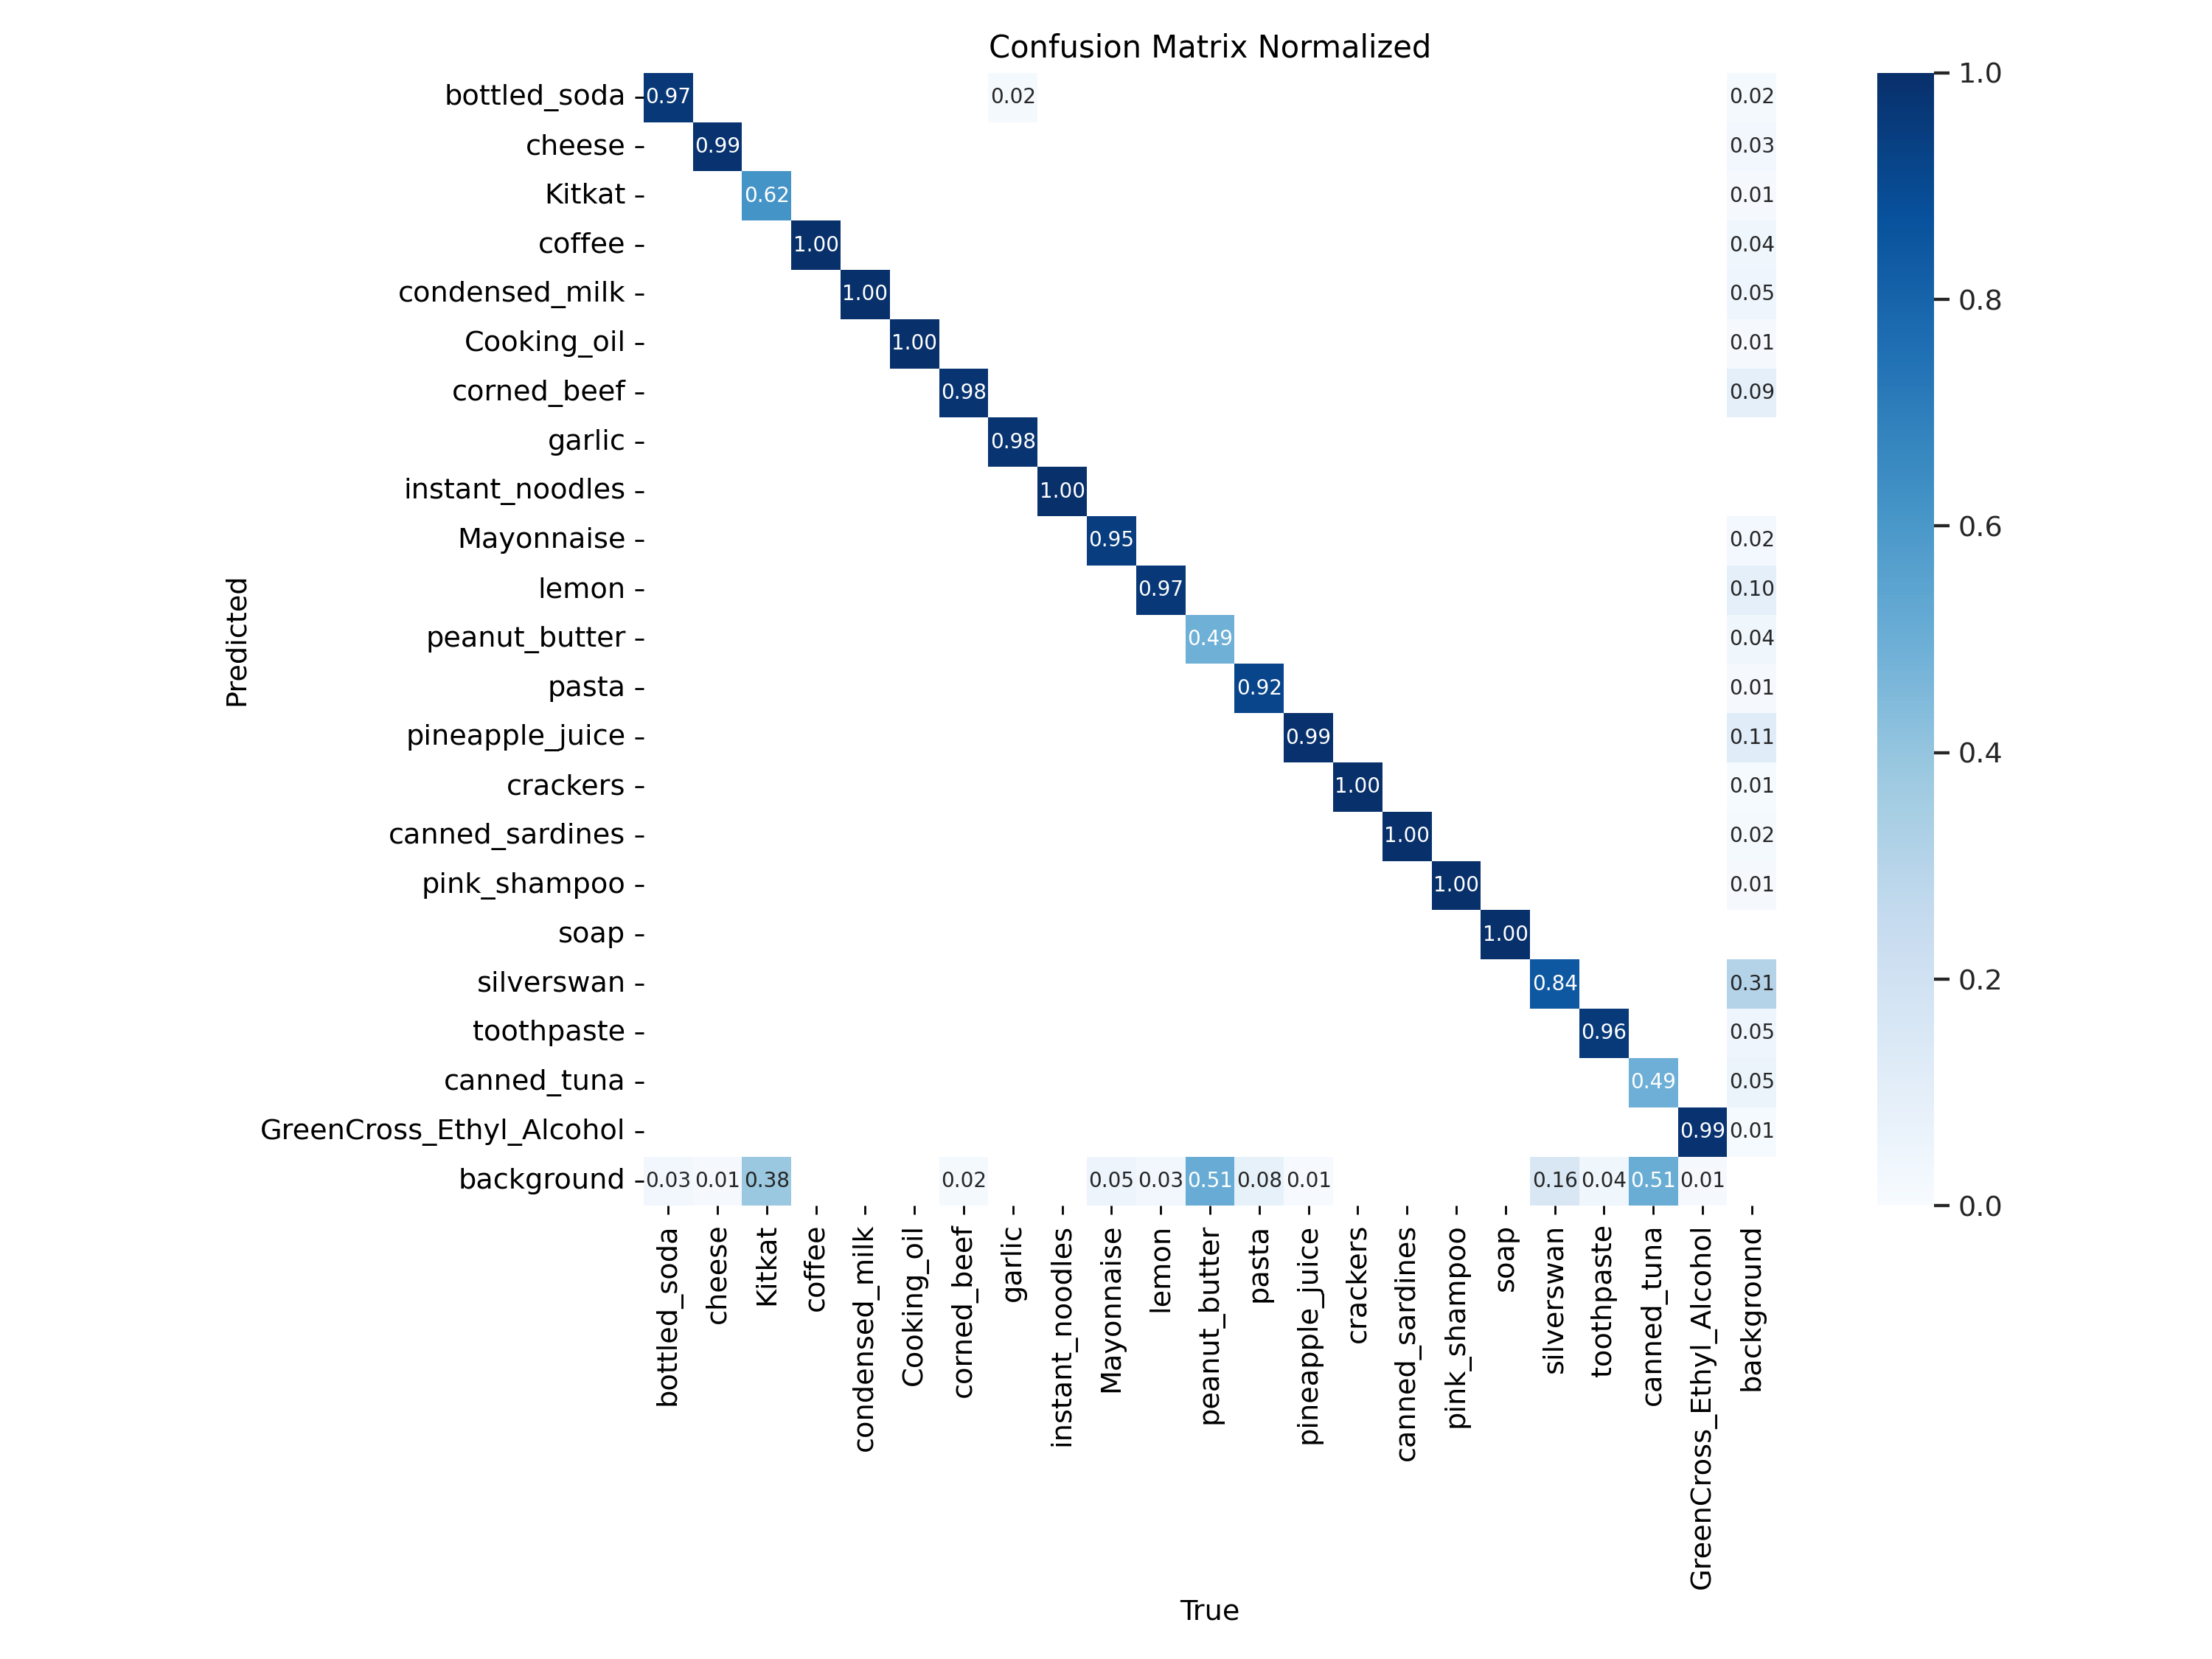 Confusion Matrix Normalized
bottled_soda 0.97 0.02 0.02
cheese 0.99 0.03
Kitkat 0.62 0.01
coffee 1.00 0.04
condensed_milk 1.00 0.05
Cooking_oil 1.00 0.01
corned_beef 0.98 0.09
garlic 0.98
instant_noodles 1.00
Mayonnaise 0.95 0.02
lemon 0.97 0.10
peanut_butter 0.49 0.04
pasta 0.92 0.01
pineapple_juice 0.99 0.11
crackers 1.00 0.01
canned_sardines 1.00 0.02
pink_shampoo 1.00 0.01
soap 1.00
silverswan 0.84 0.31
toothpaste 0.96 0.05
canned_tuna 0.49 0.05
GreenCross_Ethyl_Alcohol 0.99 0.01
background 0.03 0.01 0.38 0.02 0.05 0.03 0.51 0.08 0.01 0.16 0.04 0.51 0.01
Predicted
bottled_soda
cheese
Kitkat
coffee
condensed_milk
Cooking_oil
corned_beef
garlic
instant_noodles
Mayonnaise
lemon
peanut_butter
pasta
pineapple_juice
crackers
canned_sardines
pink_shampoo
soap
silverswan
toothpaste
canned_tuna
GreenCross_Ethyl_Alcohol
background
True
1.0
0.8
0.6
0.4
0.2
0.0